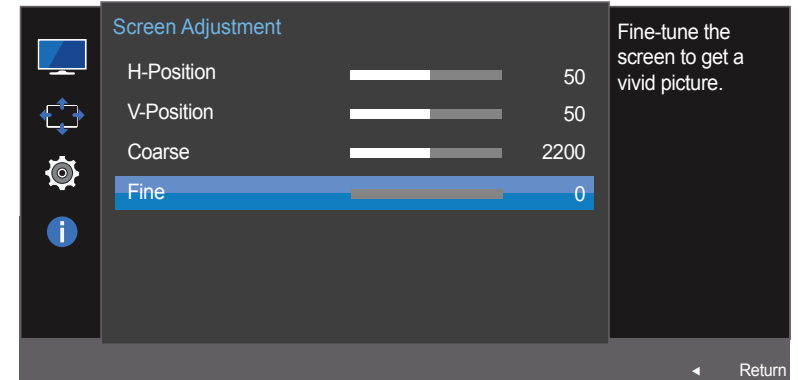 Screen Adjustment
H-Position 50
V-Position 50
Coarse 2200
Fine 0
Fine-tune the
screen to get a
vivid picture.
Return